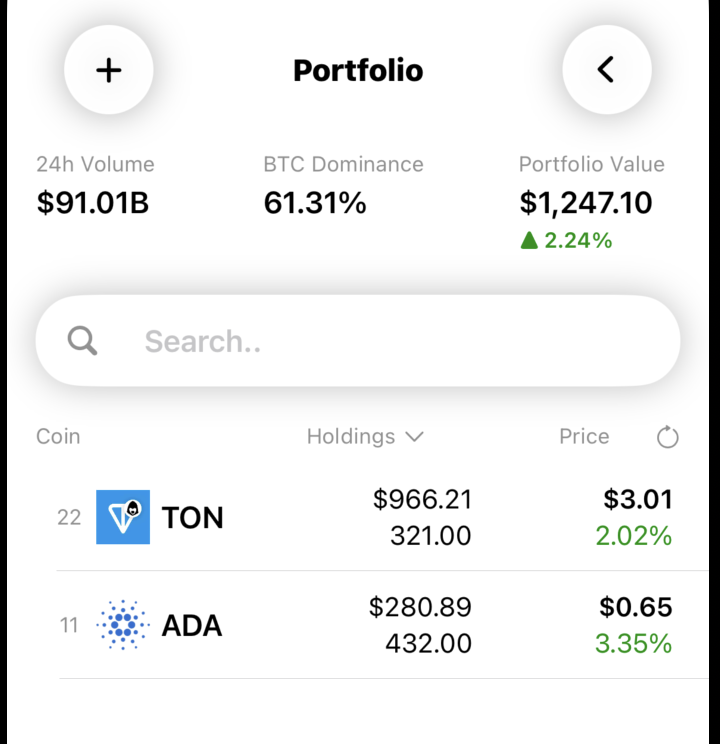 Portfolio
24h Volume BTC Dominance Portfolio Value
$91.01B 61.31% $1,247.10
▲ 2.24%
Search..
Coin Holdings Price
$966.21 $3.01
22 TON
321.00 2.02%
$280.89 $0.65
11 ADA
432.00 3.35%